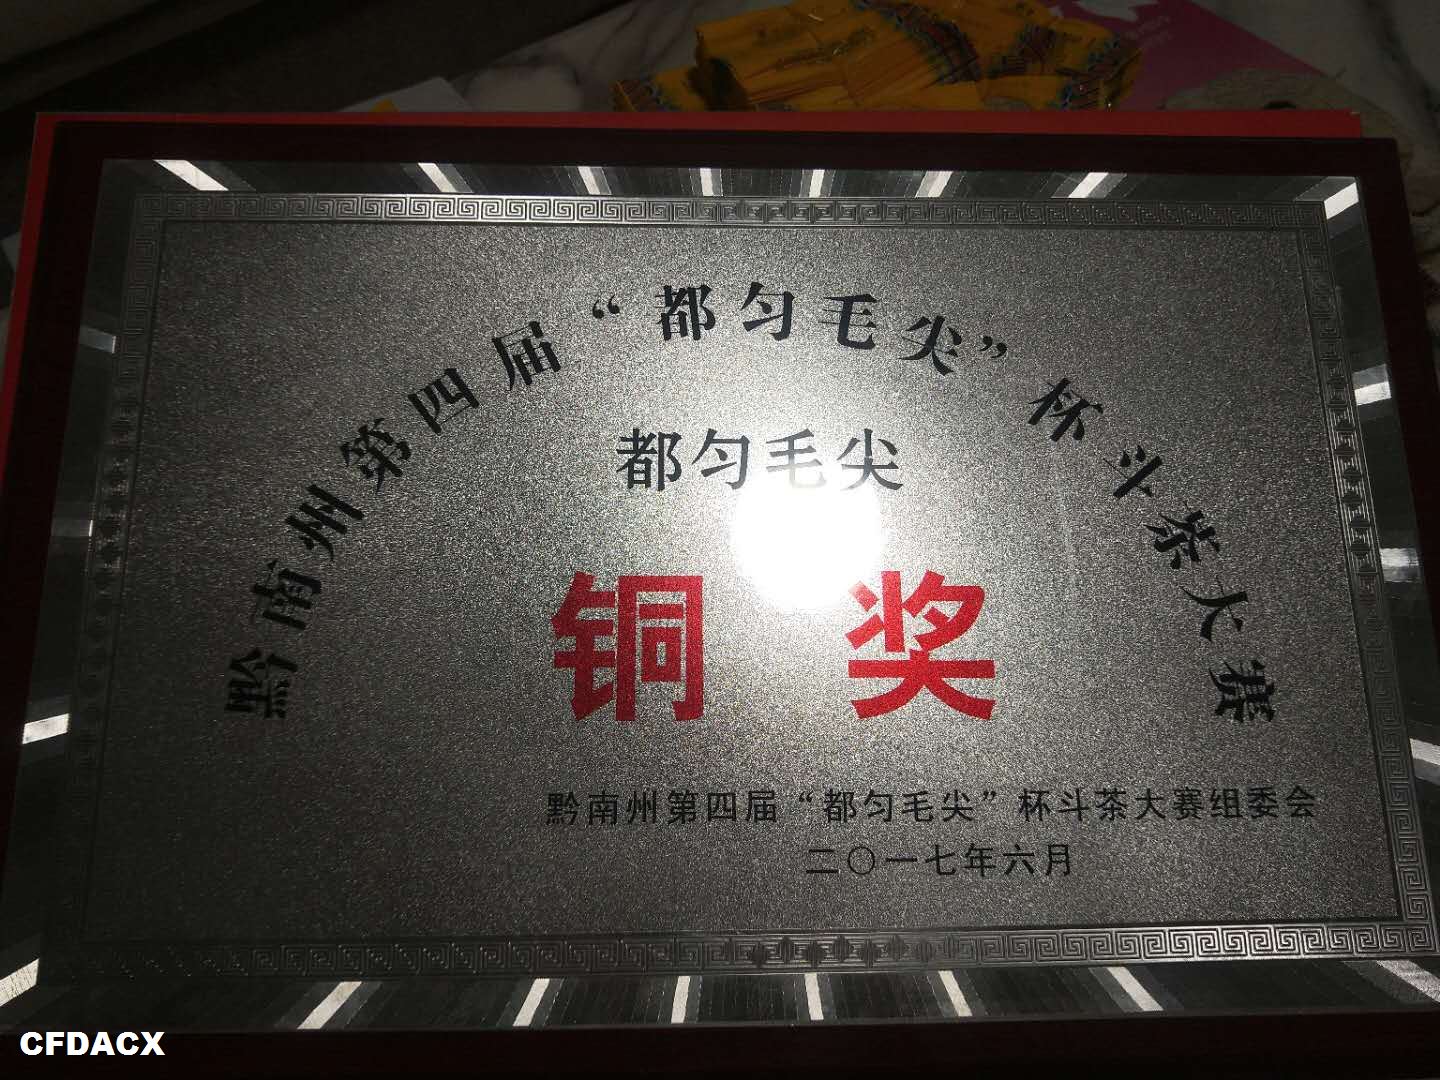 黔南州第四届“都匀毛尖”杯斗茶大赛
都匀毛尖
铜奖
黔南州第四届“都匀毛尖”杯斗茶大赛组委会
二〇一七年六月
CFDACX